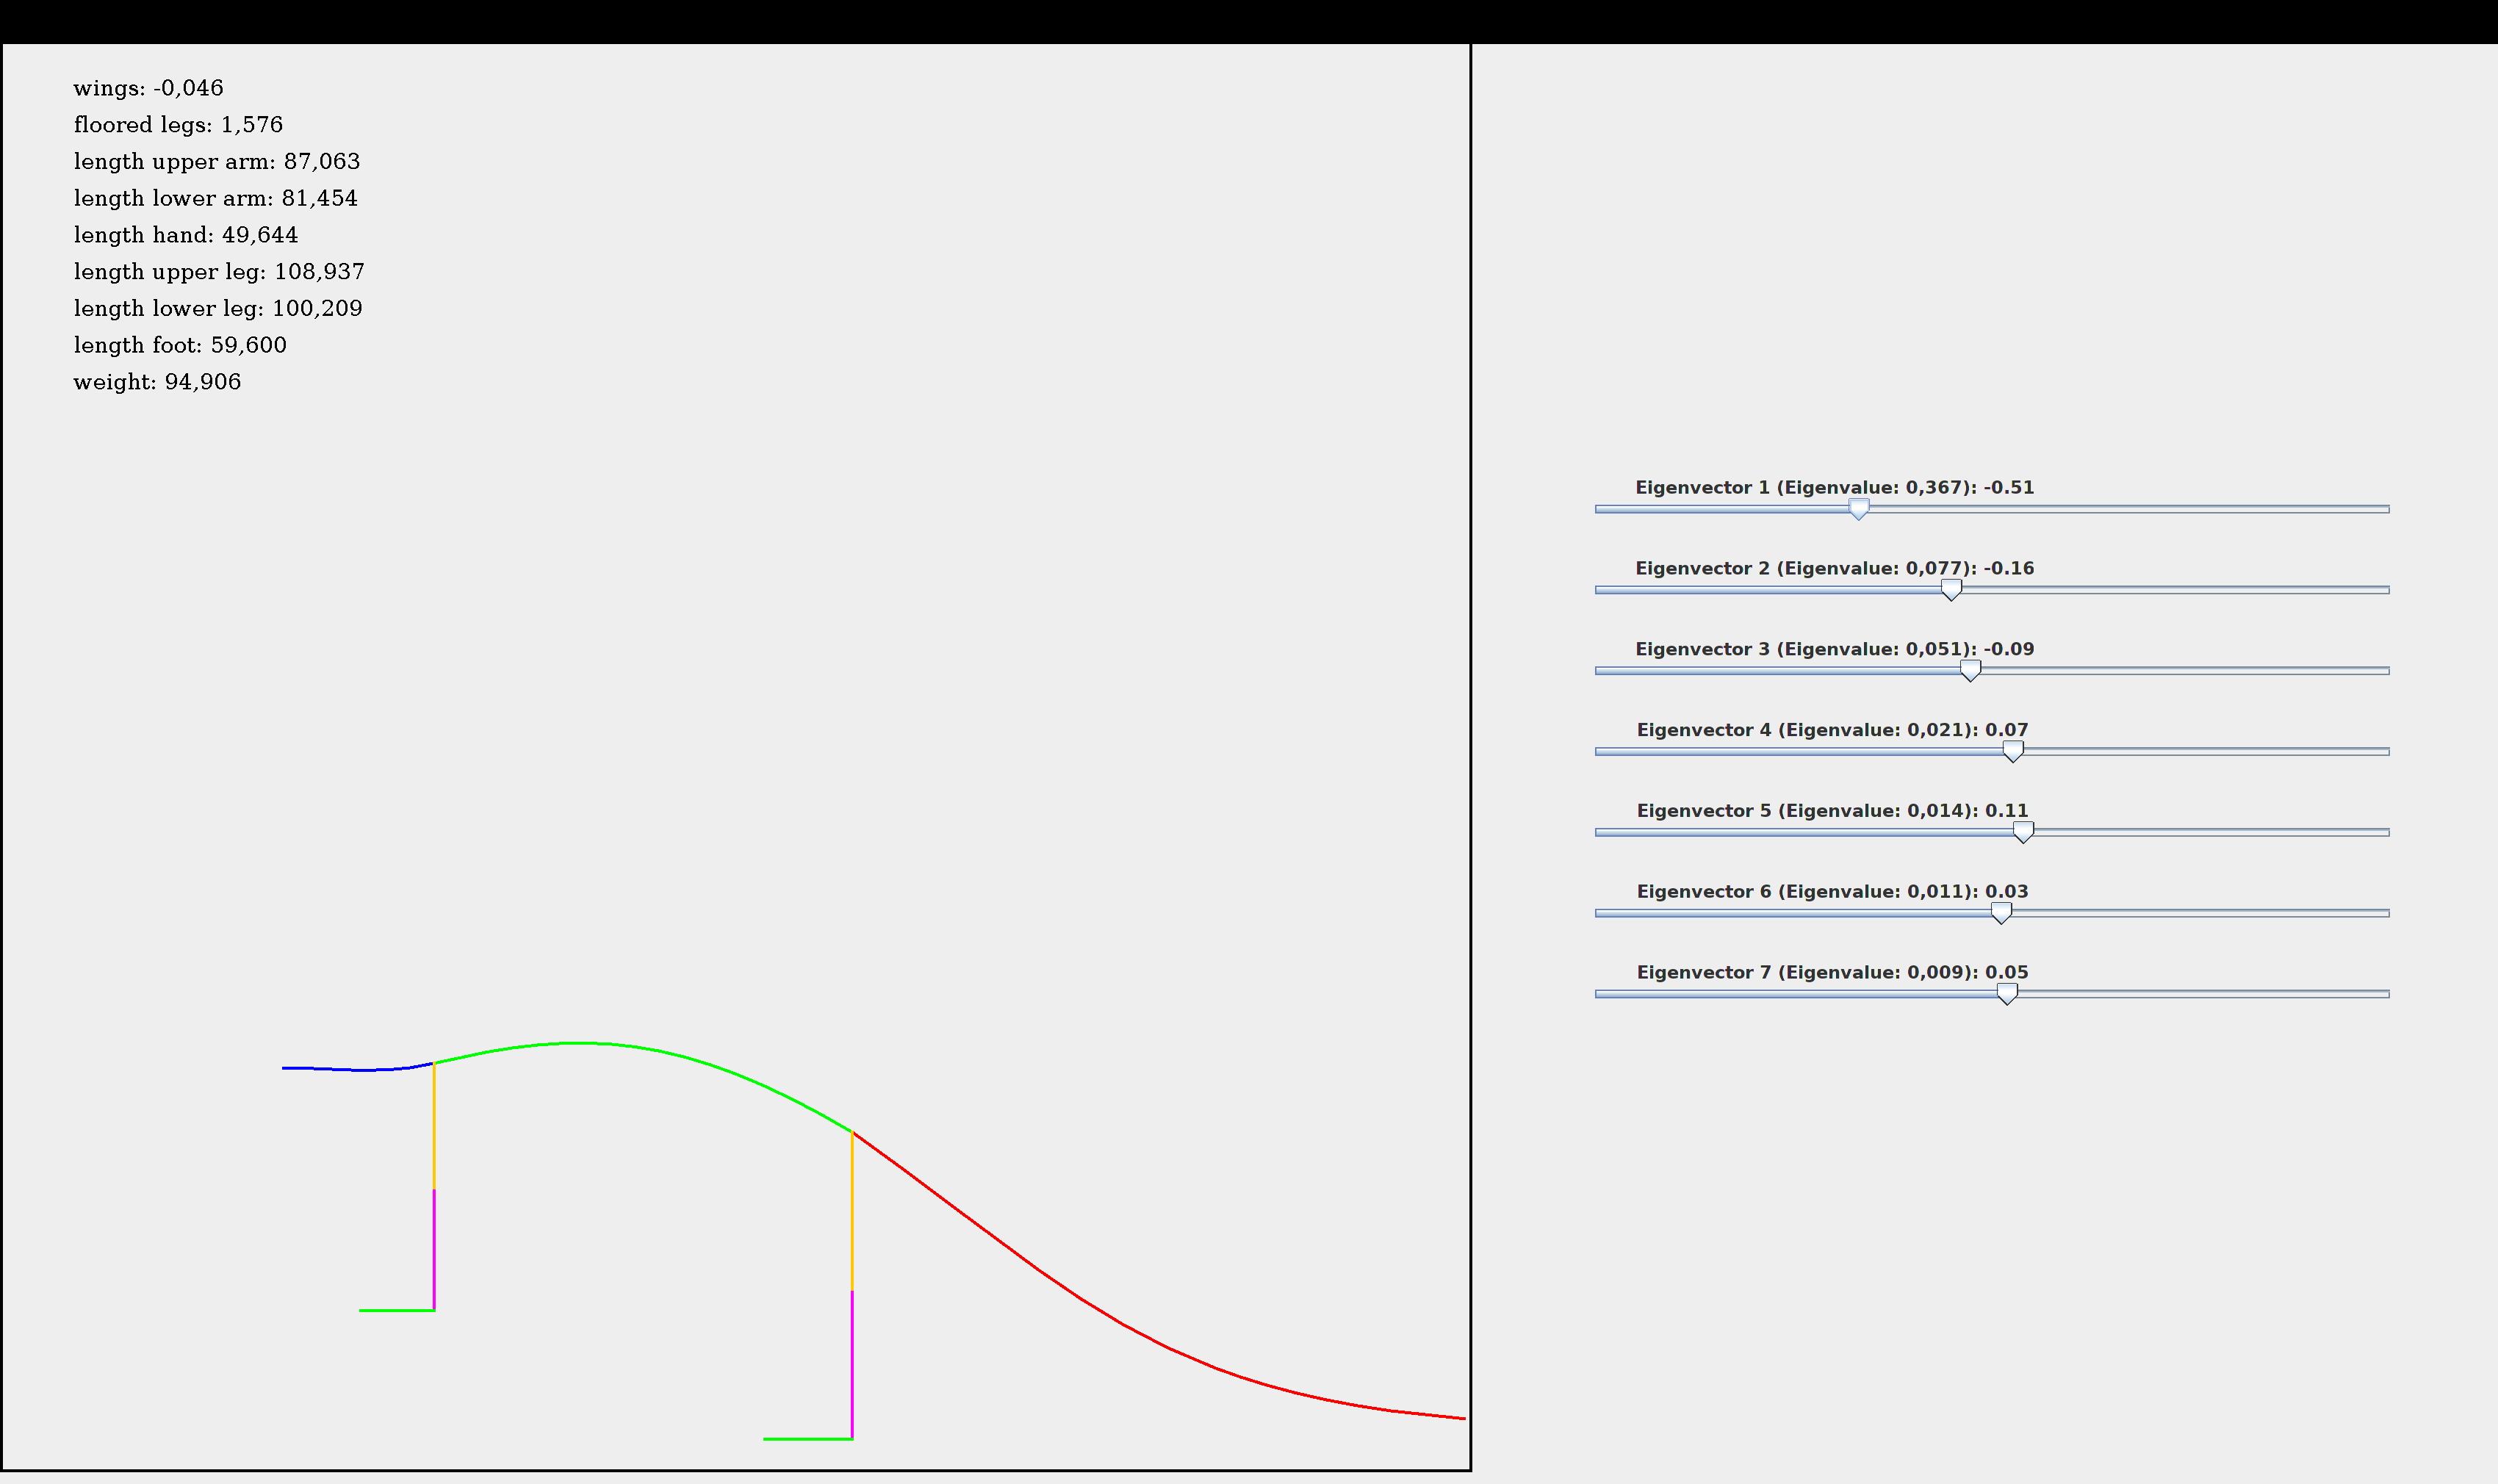 wings: -0,046
floored legs: 1,576
length upper arm: 87,063
length lower arm: 81,454
length hand: 49,644
length upper leg: 108,937
length lower leg: 100,209
length foot: 59,600
weight: 94,906
Eigenvector 1 (Eigenvalue: 0,367): -0.51
Eigenvector 2 (Eigenvalue: 0,077): -0.16
Eigenvector 3 (Eigenvalue: 0,051): -0.09
Eigenvector 4 (Eigenvalue: 0,021): 0.07
Eigenvector 5 (Eigenvalue: 0,014): 0.11
Eigenvector 6 (Eigenvalue: 0,011): 0.03
Eigenvector 7 (Eigenvalue: 0,009): 0.05